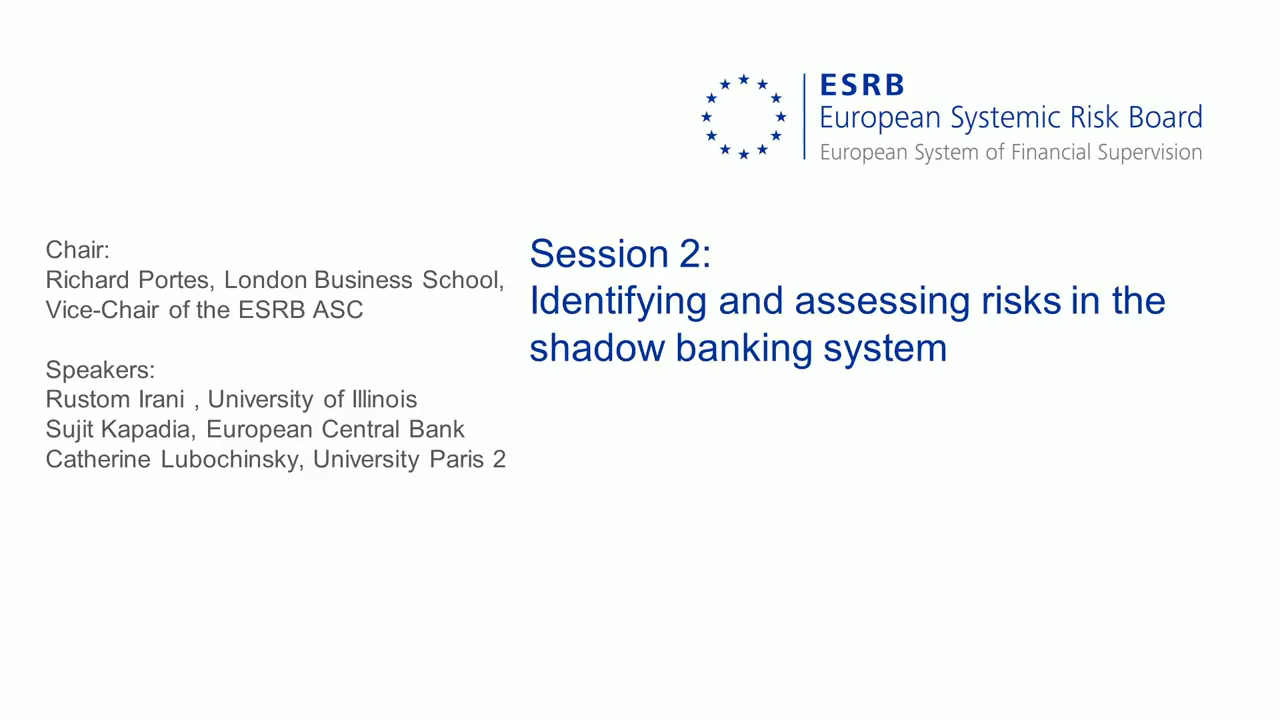 ESRB
European Systemic Risk Board
European System of Financial Supervision
Chair:
Richard Portes, London Business School,
Vice-Chair of the ESRB ASC
Speakers:
Rustom Irani , University of Illinois
Sujit Kapadia, European Central Bank
Catherine Lubochinsky, University Paris 2
Session 2:
Identifying and assessing risks in the
shadow banking system